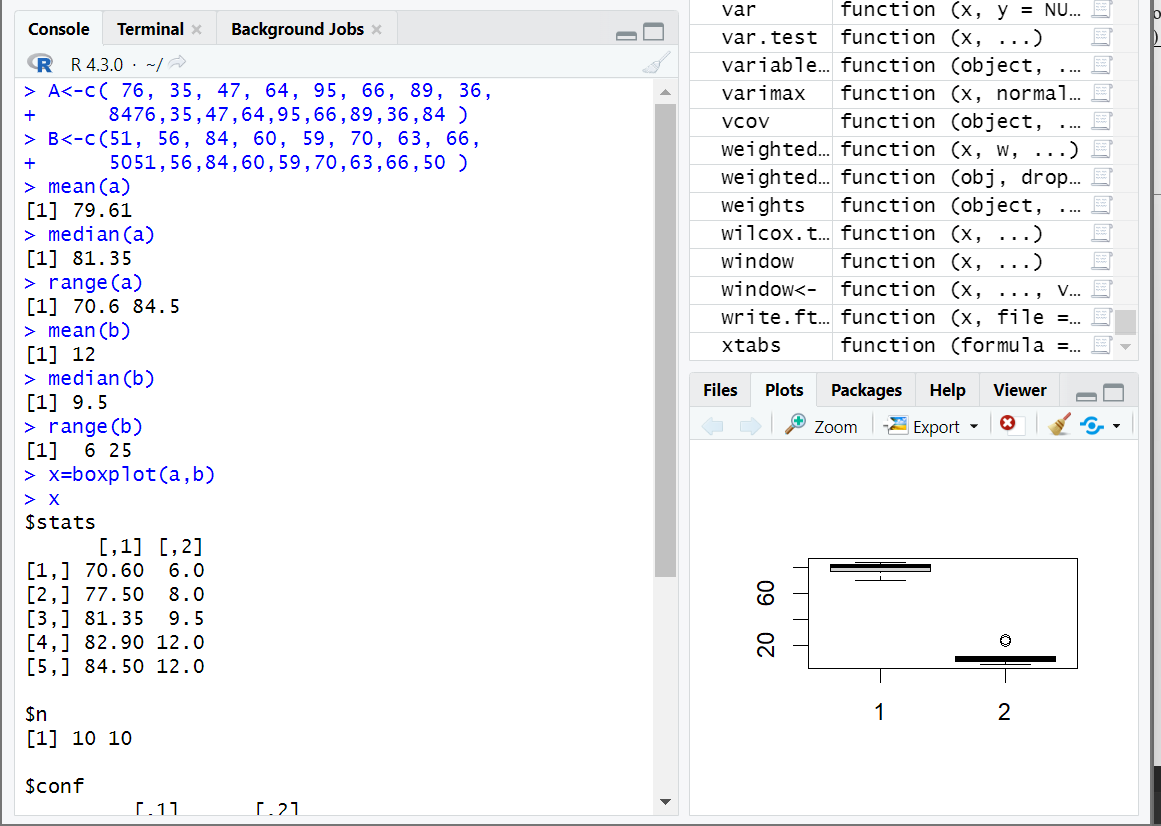 Console Terminal Background Jobs
R R 4.3.0 · ~/
> A<-c( 76, 35, 47, 64, 95, 66, 89, 36,
+      8476,35,47,64,95,66,89,36,84 )
> B<-c(51, 56, 84, 60, 59, 70, 63, 66,
+      5051,56,84,60,59,70,63,66,50 )
> mean(a)
[1] 79.61
> median(a)
[1] 81.35
> range(a)
[1] 70.6 84.5
> mean(b)
[1] 12
> median(b)
[1] 9.5
> range(b)
[1]  6 25
> x=boxplot(a,b)
> x
$stats
      [,1] [,2]
[1,] 70.60  6.0
[2,] 77.50  8.0
[3,] 81.35  9.5
[4,] 82.90 12.0
[5,] 84.50 12.0
$n
[1] 10 10
$conf
         [,1]      [,2]
var function (x, y = NU…
var.test function (x, ...)
variable… function (object, .…
varimax function (x, normal…
vcov function (object, .…
weighted… function (x, w, ...)
weighted… function (obj, drop…
weights function (object, .…
wilcox.t… function (x, ...)
window function (x, ...)
window<- function (x, ..., v…
write.ft… function (x, file =…
xtabs function (formula =…
Files Plots Packages Help Viewer
Zoom Export
60
20
1 2